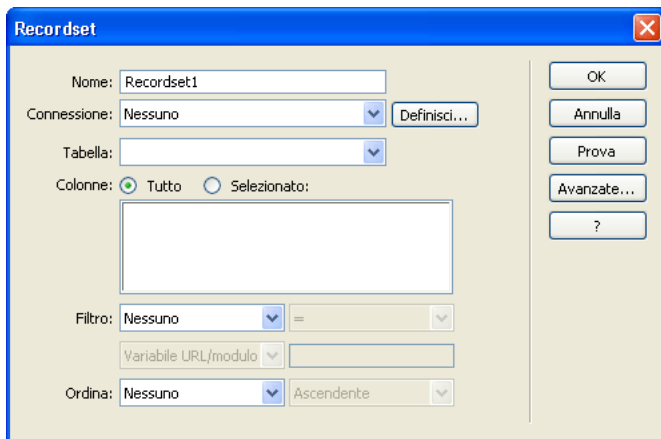 Recordset
Nome: Recordset1
Connessione: Nessuno Definisci...
Tabella:
Colonne: Tutto Selezionato:
Filtro: Nessuno =
Variabile URL/modulo
Ordina: Nessuno Ascendente
OK
Annulla
Prova
Avanzate...
?